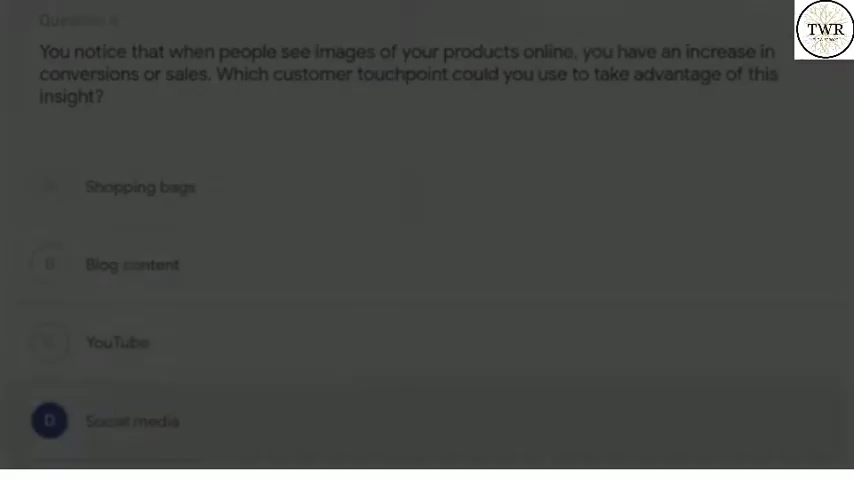 Question 4
TWR
You notice that when people see images of your products online, you have an increase in
conversions or sales. Which customer touchpoint could you use to take advantage of this
insight?
Shopping bags
B Blog content
YouTube
D Social media